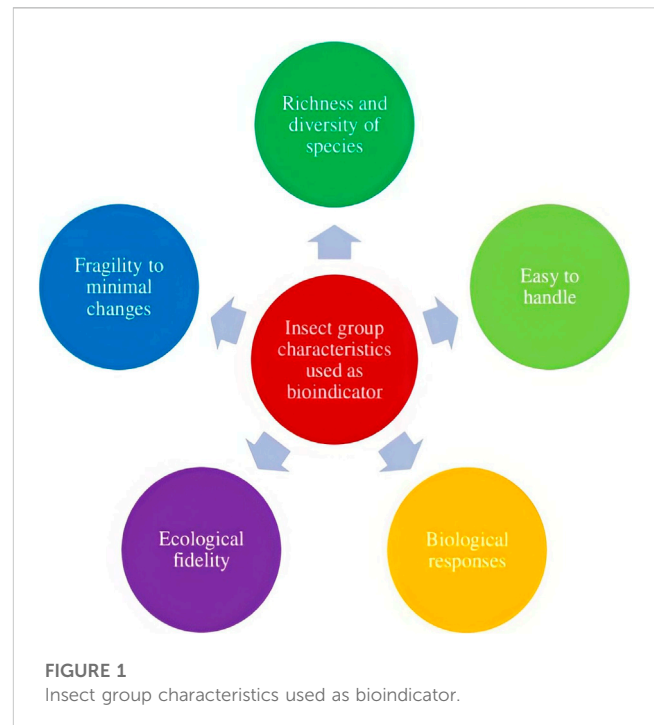 Richness and
diversity of
species
Fragility to
minimal
changes
Easy to
handle
Insect group
characteristics
used as
bioindicator
Ecological
fidelity
Biological
responses
FIGURE 1
Insect group characteristics used as bioindicator.